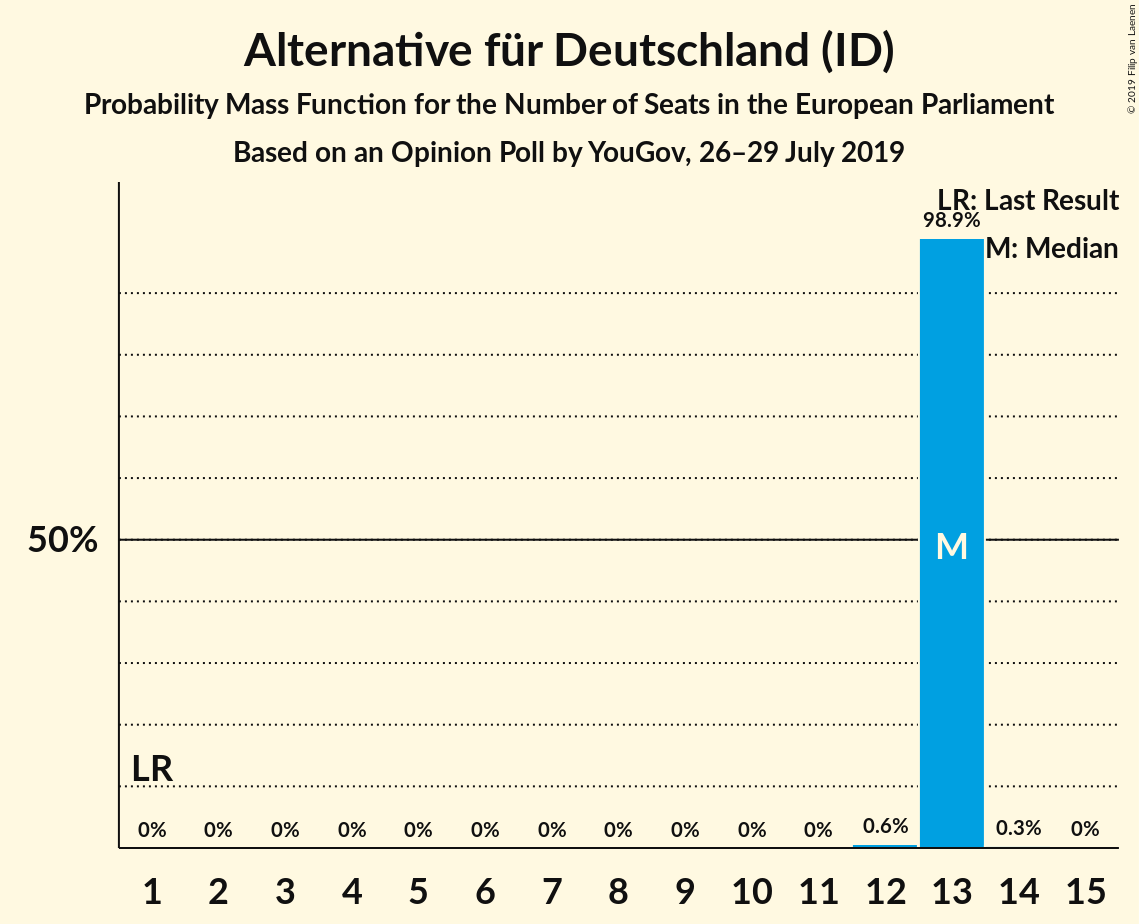 Alternative für Deutschland (ID)
Probability Mass Function for the Number of Seats in the European Parliament
Based on an Opinion Poll by YouGov, 26–29 July 2019
© 2019 Filip van Laenen
LR: Last Result
98.9%
M: Median
50%
M
LR
0% 0% 0% 0% 0% 0% 0% 0% 0% 0% 0% 0.6% 0.3% 0%
1 2 3 4 5 6 7 8 9 10 11 12 13 14 15